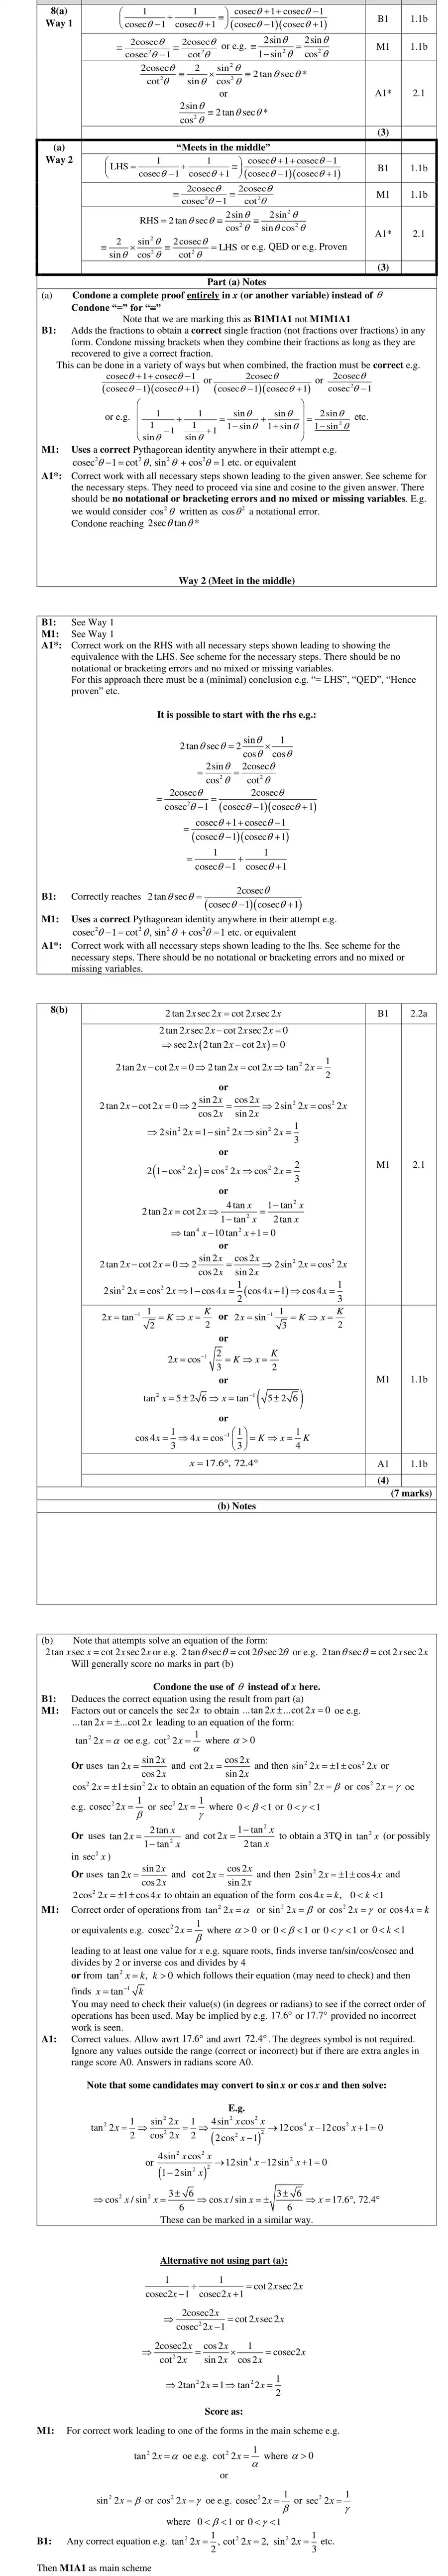 8(a) Way 1 (1/(cosecθ−1) + 1/(cosecθ+1) ≡) (cosecθ+1+cosecθ−1)/((cosecθ−1)(cosecθ+1)) B1 1.1b
= 2cosecθ/(cosec²θ−1) = 2cosecθ/cot²θ or e.g. = 2sinθ/(1−sin²θ) = 2sinθ/cos²θ M1 1.1b
2cosecθ/cot²θ = 2/sinθ × sin²θ/cos²θ ≡ 2tanθsecθ*
or
2sinθ/cos²θ ≡ 2tanθsecθ* A1* 2.1
(3)
(a) Way 2 “Meets in the middle”
(LHS = 1/(cosecθ−1) + 1/(cosecθ+1) ≡) (cosecθ+1+cosecθ−1)/((cosecθ−1)(cosecθ+1)) B1 1.1b
= 2cosecθ/(cosec²θ−1) = 2cosecθ/cot²θ M1 1.1b
RHS = 2tanθsecθ ≡ 2sinθ/cos²θ ≡ 2sin²θ/(sinθcos²θ)
≡ 2/sinθ × sin²θ/cos²θ ≡ 2cosecθ/cot²θ = LHS or e.g. QED or e.g. Proven A1* 2.1
(3)
Part (a) Notes
(a) Condone a complete proof entirely in x (or another variable) instead of θ
Condone “=” for “≡”
Note that we are marking this as B1M1A1 not M1M1A1
B1: Adds the fractions to obtain a correct single fraction (not fractions over fractions) in any
form. Condone missing brackets when they combine their fractions as long as they are
recovered to give a correct fraction.
This can be done in a variety of ways but when combined, the fraction must be correct e.g.
(cosecθ+1+cosecθ−1)/((cosecθ−1)(cosecθ+1)) or 2cosecθ/((cosecθ−1)(cosecθ+1)) or 2cosecθ/(cosec²θ−1)
or e.g. (1/(1/sinθ −1) + 1/(1/sinθ +1) = sinθ/(1−sinθ) + sinθ/(1+sinθ) =) 2sinθ/(1−sin²θ) etc.
M1: Uses a correct Pythagorean identity anywhere in their attempt e.g.
cosec²θ−1 = cot²θ, sin²θ + cos²θ = 1 etc. or equivalent
A1*: Correct work with all necessary steps shown leading to the given answer. See scheme for
the necessary steps. They need to proceed via sine and cosine to the given answer. There
should be no notational or bracketing errors and no mixed or missing variables. E.g.
we would consider cos²θ written as cosθ² a notational error.
Condone reaching 2secθtanθ*
Way 2 (Meet in the middle)
B1: See Way 1
M1: See Way 1
A1*: Correct work on the RHS with all necessary steps shown leading to showing the
equivalence with the LHS. See scheme for the necessary steps. There should be no
notational or bracketing errors and no mixed or missing variables.
For this approach there must be a (minimal) conclusion e.g. “= LHS”, “QED”, “Hence
proven” etc.
It is possible to start with the rhs e.g.:
2tanθsecθ = 2 sinθ/cosθ × 1/cosθ
= 2sinθ/cos²θ = 2cosecθ/cot²θ
= 2cosecθ/(cosec²θ−1) = 2cosecθ/((cosecθ−1)(cosecθ+1))
= (cosecθ+1+cosecθ−1)/((cosecθ−1)(cosecθ+1))
= 1/(cosecθ−1) + 1/(cosecθ+1)
B1: Correctly reaches 2tanθsecθ = 2cosecθ/((cosecθ−1)(cosecθ+1))
M1: Uses a correct Pythagorean identity anywhere in their attempt e.g.
cosec²θ−1 = cot²θ, sin²θ + cos²θ = 1 etc. or equivalent
A1*: Correct work with all necessary steps shown leading to the lhs. See scheme for the
necessary steps. There should be no notational or bracketing errors and no mixed or
missing variables.
8(b) 2tan2xsec2x = cot2xsec2x B1 2.2a
2tan2xsec2x − cot2xsec2x = 0
⇒ sec2x(2tan2x − cot2x) = 0
2tan2x − cot2x = 0 ⇒ 2tan2x = cot2x ⇒ tan²2x = 1/2
or
2tan2x − cot2x = 0 ⇒ 2 sin2x/cos2x = cos2x/sin2x ⇒ 2sin²2x = cos²2x
⇒ 2sin²2x = 1−sin²2x ⇒ sin²2x = 1/3
or
2(1−cos²2x) = cos²2x ⇒ cos²2x = 2/3 M1 2.1
or
2tan2x = cot2x ⇒ 4tanx/(1−tan²x) = (1−tan²x)/(2tanx)
⇒ tan⁴x − 10tan²x + 1 = 0
or
2tan2x − cot2x = 0 ⇒ 2 sin2x/cos2x = cos2x/sin2x ⇒ 2sin²2x = cos²2x
2sin²2x = cos²2x ⇒ 1−cos4x = 1/2(cos4x+1) ⇒ cos4x = 1/3
2x = tan⁻¹ 1/√2 = K ⇒ x = K/2 or 2x = sin⁻¹ 1/√3 = K ⇒ x = K/2
or
2x = cos⁻¹ √(2/3) = K ⇒ x = K/2
or M1 1.1b
tan²x = 5±2√6 ⇒ x = tan⁻¹(√(5±2√6))
or
cos4x = 1/3 ⇒ 4x = cos⁻¹(1/3) = K ⇒ x = 1/4 K
x = 17.6°, 72.4° A1 1.1b
(4)
(7 marks)
(b) Notes
(b) Note that attempts solve an equation of the form:
2tanxsecx = cot2xsec2x or e.g. 2tanθsecθ = cot2θsec2θ or e.g. 2tanθsecθ = cot2xsec2x
Will generally score no marks in part (b)
Condone the use of θ instead of x here.
B1: Deduces the correct equation using the result from part (a)
M1: Factors out or cancels the sec2x to obtain ...tan2x ± ...cot2x = 0 oe e.g.
...tan2x = ±...cot2x leading to an equation of the form:
tan²2x = α oe e.g. cot²2x = 1/α where α > 0
Or uses tan2x = sin2x/cos2x and cot2x = cos2x/sin2x and then sin²2x = ±1±cos²2x or
cos²2x = ±1±sin²2x to obtain an equation of the form sin²2x = β or cos²2x = γ oe
e.g. cosec²2x = 1/β or sec²2x = 1/γ where 0 < β < 1 or 0 < γ < 1
Or uses tan2x = 2tanx/(1−tan²x) and cot2x = (1−tan²x)/(2tanx) to obtain a 3TQ in tan²x (or possibly
in sec²x)
Or uses tan2x = sin2x/cos2x and cot2x = cos2x/sin2x and then 2sin²2x = ±1±cos4x and
2cos²2x = ±1±cos4x to obtain an equation of the form cos4x = k, 0 < k < 1
M1: Correct order of operations from tan²2x = α or sin²2x = β or cos²2x = γ or cos4x = k
or equivalents e.g. cosec²2x = 1/β where α > 0 or 0 < β < 1 or 0 < γ < 1 or 0 < k < 1
leading to at least one value for x e.g. square roots, finds inverse tan/sin/cos/cosec and
divides by 2 or inverse cos and divides by 4
or from tan²x = k, k > 0 which follows their equation (may need to check) and then
finds x = tan⁻¹√k
You may need to check their value(s) (in degrees or radians) to see if the correct order of
operations has been used. May be implied by e.g. 17.6° or 17.7° provided no incorrect
work is seen.
A1: Correct values. Allow awrt 17.6° and awrt 72.4°. The degrees symbol is not required.
Ignore any values outside the range (correct or incorrect) but if there are extra angles in
range score A0. Answers in radians score A0.
Note that some candidates may convert to sin x or cos x and then solve:
E.g.
tan²2x = 1/2 ⇒ sin²2x/cos²2x = 1/2 ⇒ 4sin²xcos²x/(2cos²x−1)² → 12cos⁴x − 12cos²x + 1 = 0
or 4sin²xcos²x/(1−2sin²x)² → 12sin⁴x − 12sin²x + 1 = 0
⇒ cos²x/sin²x = (3±√6)/6 ⇒ cosx/sinx = ±√((3±√6)/6) ⇒ x = 17.6°, 72.4°
These can be marked in a similar way.
Alternative not using part (a):
1/(cosec2x−1) + 1/(cosec2x+1) = cot2xsec2x
⇒ 2cosec2x/(cosec²2x−1) = cot2xsec2x
⇒ 2cosec2x/cot²2x = cos2x/sin2x × 1/cos2x = cosec2x
⇒ 2tan²2x = 1 ⇒ tan²2x = 1/2
Score as:
M1: For correct work leading to one of the forms in the main scheme e.g.
tan²2x = α oe e.g. cot²2x = 1/α where α > 0
or
sin²2x = β or cos²2x = γ oe e.g. cosec²2x = 1/β or sec²2x = 1/γ
where 0 < β < 1 or 0 < γ < 1
B1: Any correct equation e.g. tan²2x = 1/2, cot²2x = 2, sin²2x = 1/3 etc.
Then M1A1 as main scheme